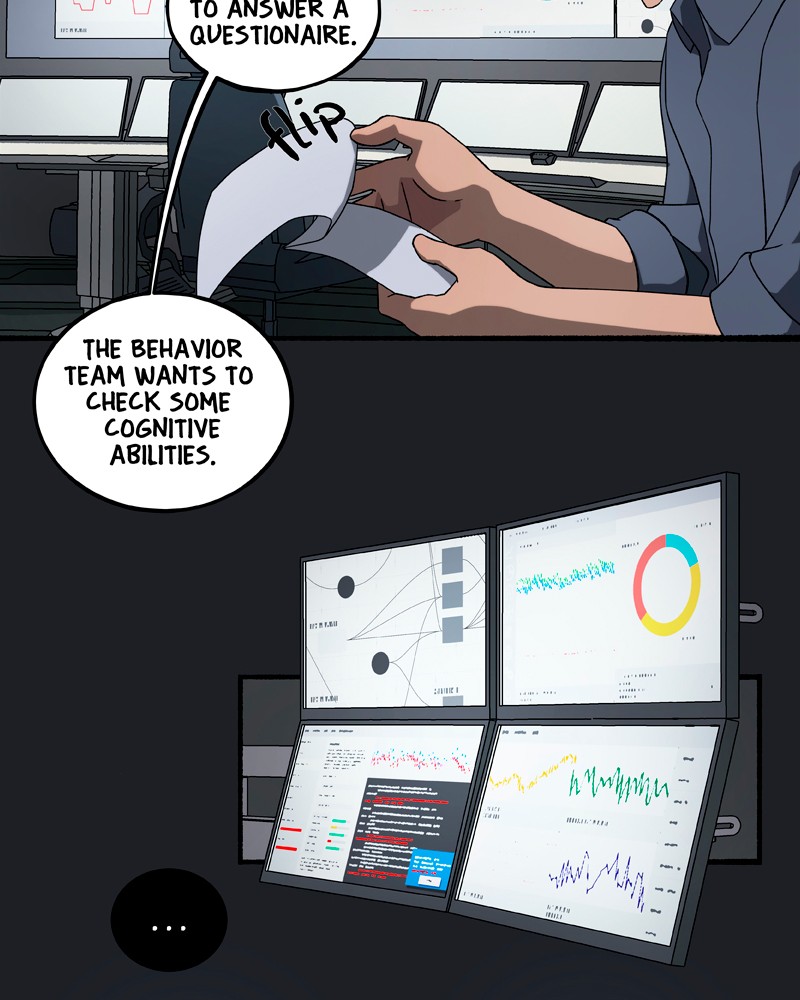 TO ANSWER A
QUESTIONAIRE.
flip
THE BEHAVIOR
TEAM WANTS TO
CHECK SOME
COGNITIVE
ABILITIES.
...